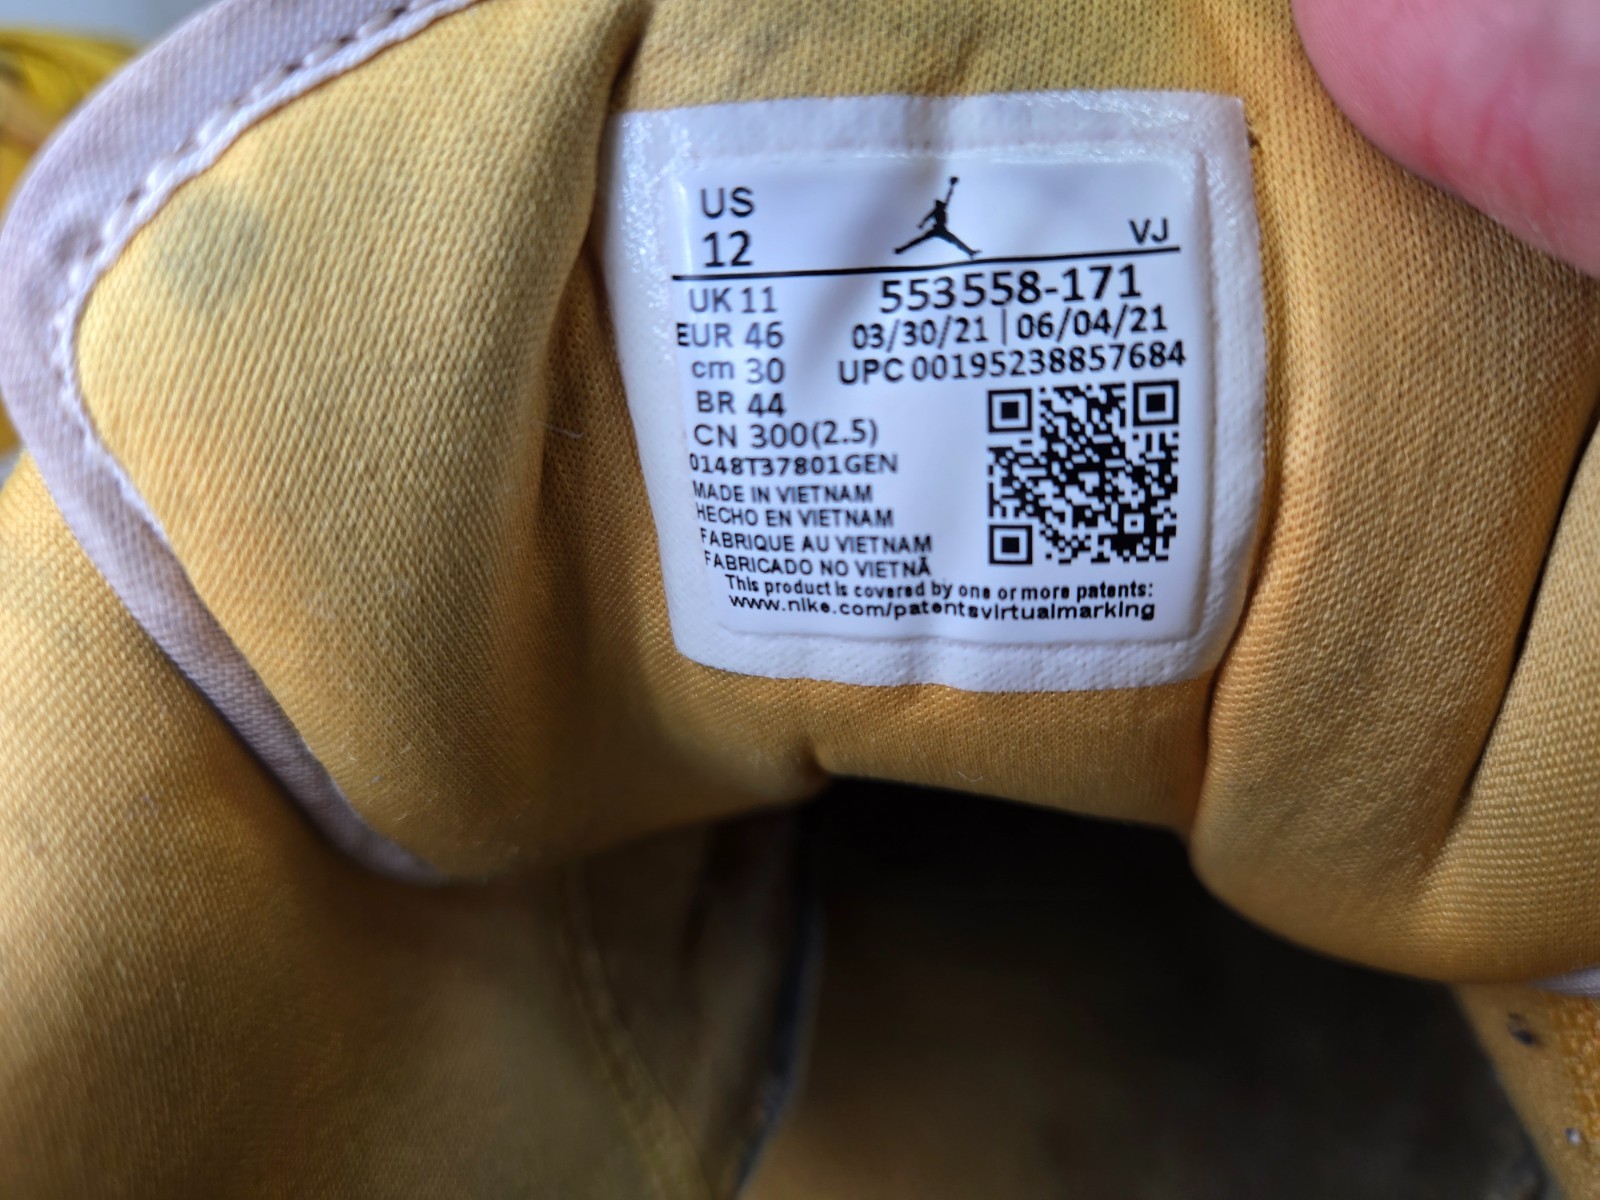 US
12
VJ
UK 11
553558-171
EUR 46
03/30/21 | 06/04/21
cm 30
UPC 00195238857684
BR 44
CN 300(2.5)
0148T37801GEN
MADE IN VIETNAM
HECHO EN VIETNAM
FABRIQUE AU VIETNAM
FABRICADO NO VIETNÃ
This product is covered by one or more patents:
www.nike.com/patentsvirtualmarking